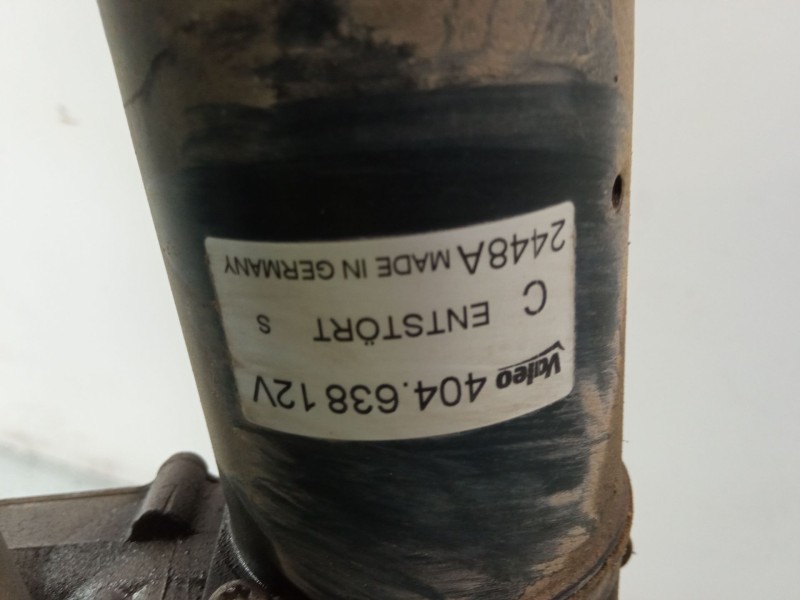 Valeo 404.638 12V
C ENTSTÖRT S
2448A MADE IN GERMANY